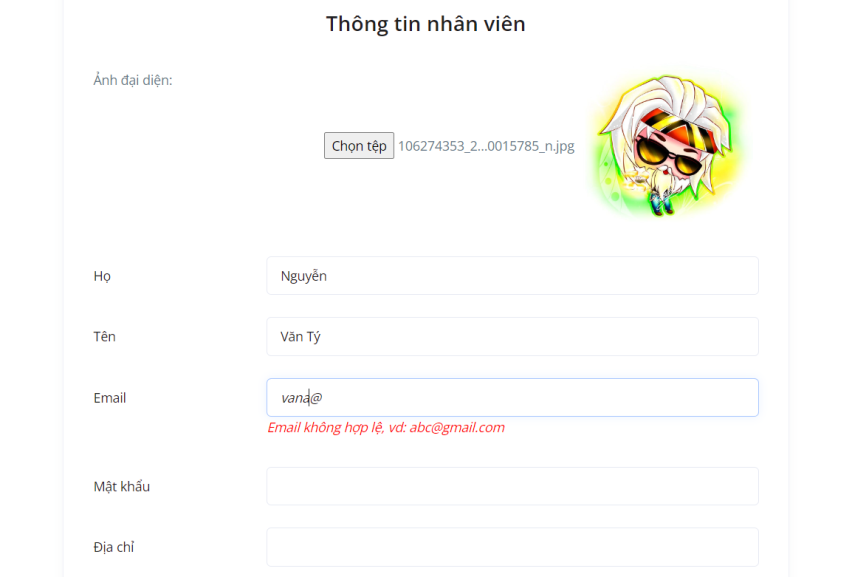 Thông tin nhân viên
Ảnh đại diện:
Chọn tệp 106274353_2...0015785_n.jpg
Họ
Nguyễn
Tên
Văn Tý
Email
vana@
Email không hợp lệ, vd: abc@gmail.com
Mật khẩu
Địa chỉ